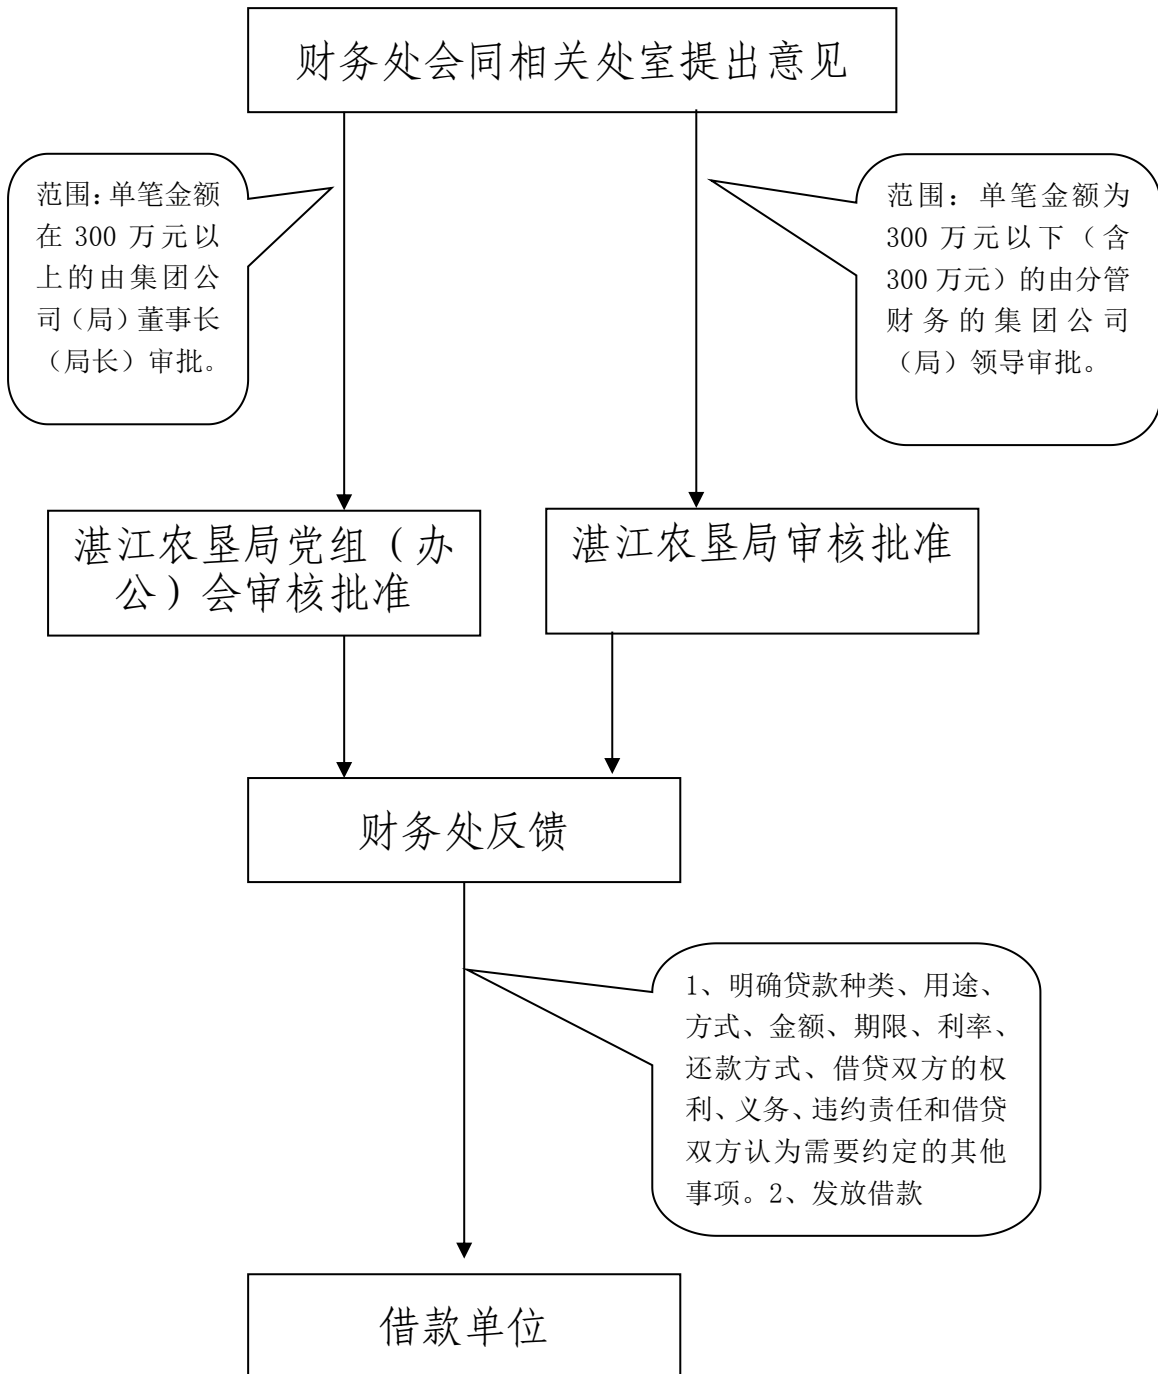 财务处会同相关处室提出意见
范围：单笔金额
在 300 万元以
上的由集团公
司（局）董事长
（局长）审批。
范围：单笔金额为
300 万元以下（含
300 万元）的由分管
财务的集团公司
（局）领导审批。
湛江农垦局党组（办
公）会审核批准
湛江农垦局审核批准
财务处反馈
1、明确贷款种类、用途、
方式、金额、期限、利率、
还款方式、借贷双方的权
利、义务、违约责任和借贷
双方认为需要约定的其他
事项。2、发放借款
借款单位